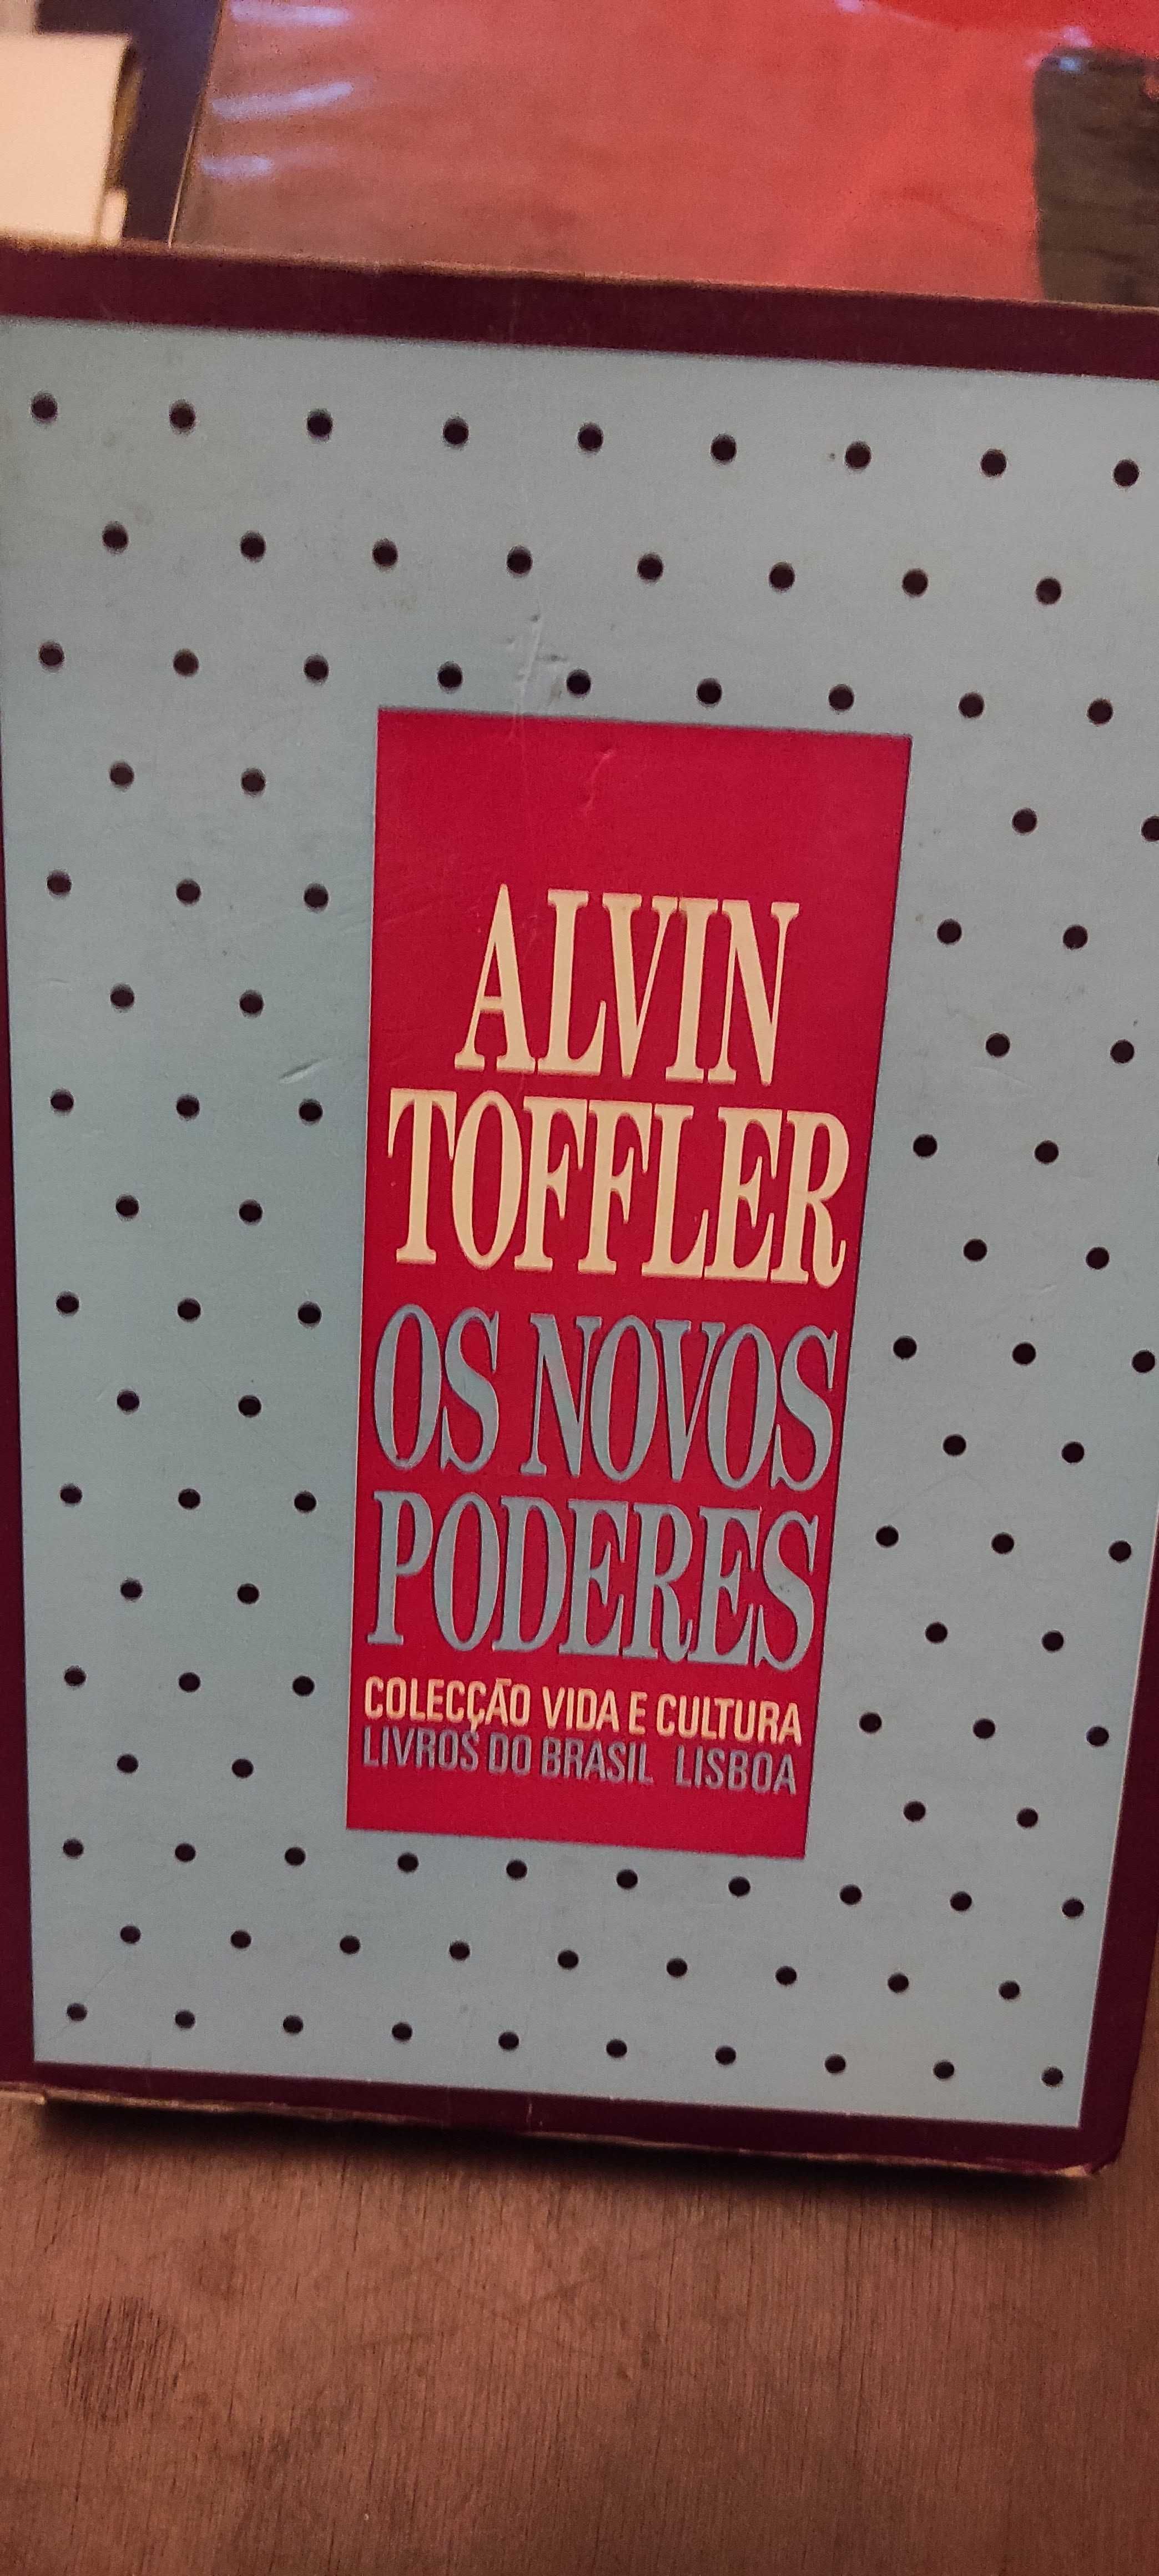 ALVIN
TOFFLER
OS NOVOS
PODERES
COLECÇÃO VIDA E CULTURA
LIVROS DO BRASIL LISBOA